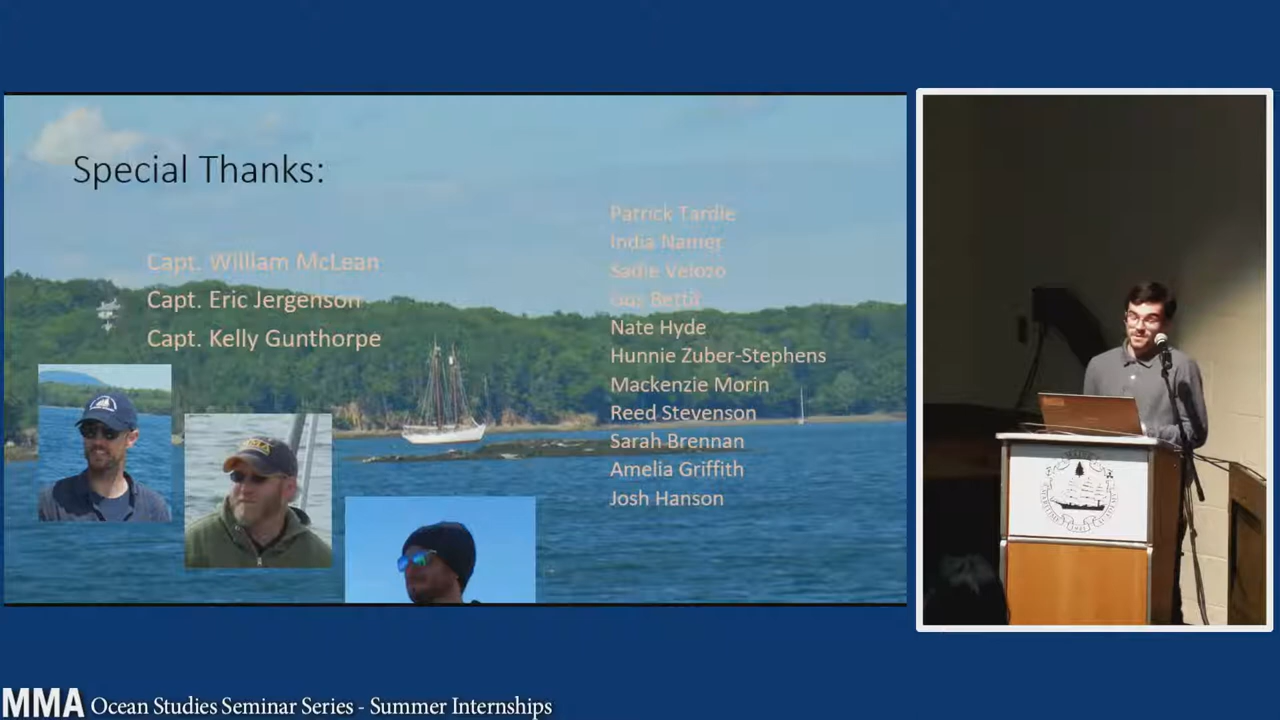 Special Thanks:
Capt. William McLean
Capt. Eric Jergenson
Capt. Kelly Gunthorpe
Patrick Tardie
India Namer
Sadie Velozo
Gus Bettit
Nate Hyde
Hunnie Zuber-Stephens
Mackenzie Morin
Reed Stevenson
Sarah Brennan
Amelia Griffith
Josh Hanson
MMA Ocean Studies Seminar Series - Summer Internships